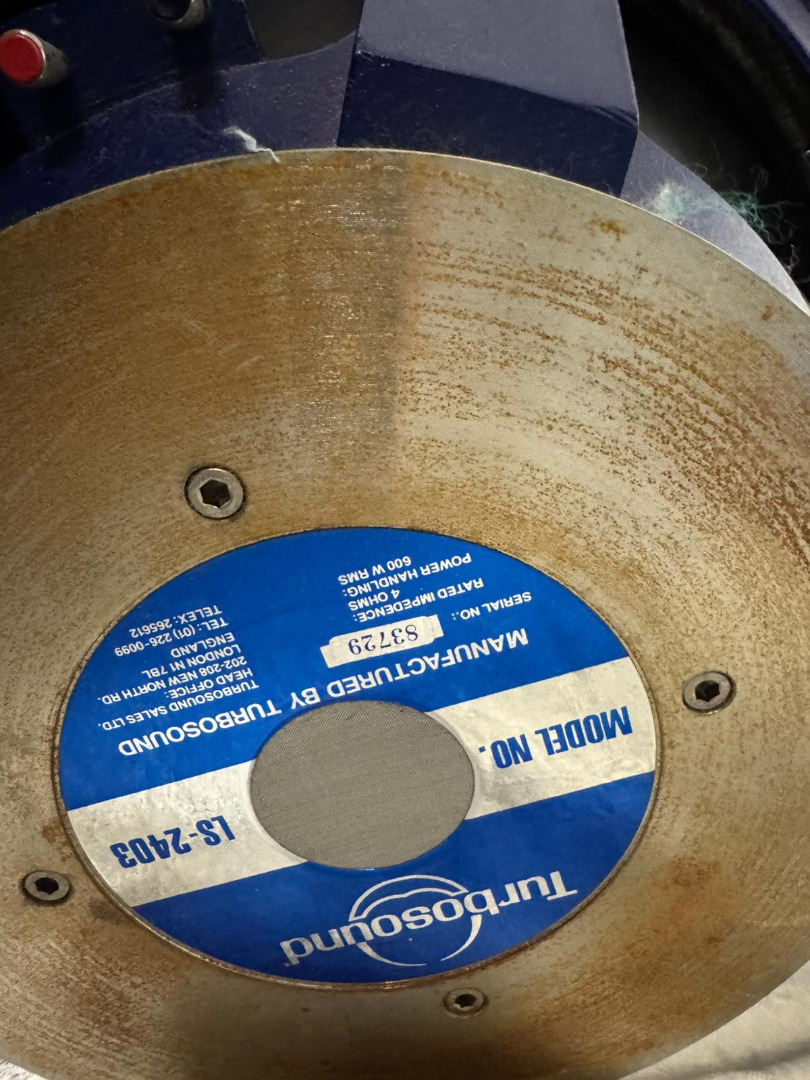 Turbosound
MODEL NO.
LS-2403
MANUFACTURED BY TURBOSOUND
SERIAL NO.:
83729
RATED IMPEDENCE:
4 OHMS
POWER HANDLING:
600 W RMS
TURBOSOUND SALES LTD.
HEAD OFFICE:
202-208 NEW NORTH RD.
LONDON N1 7BL
ENGLAND
TEL: (01) 226-0099
TELEX: 265612